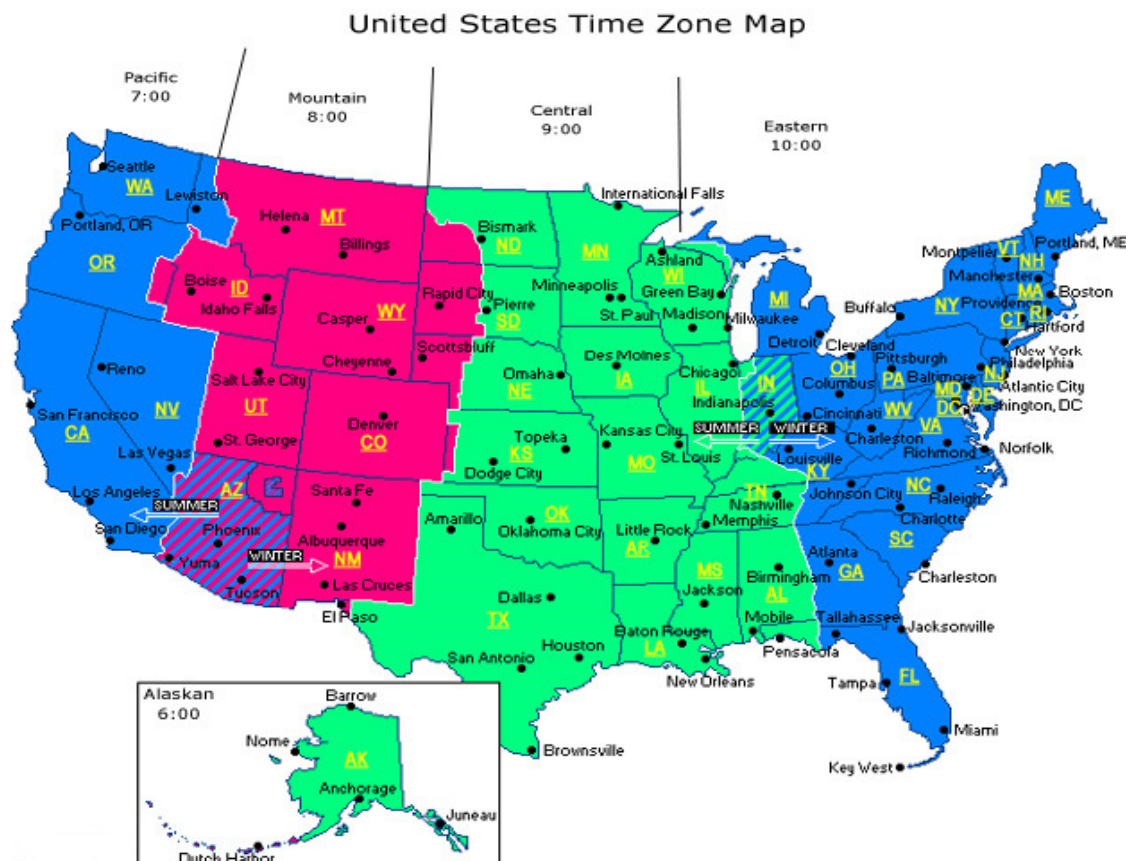 United States Time Zone Map
Pacific
7:00
Mountain
8:00
Central
9:00
Eastern
10:00
Seattle
WA
Lewiston
Portland, OR
OR
Helena
MT
Billings
Boise
ID
Idaho Falls
WY
Casper
Cheyenne
Rapid City
Scottsbluff
Bismark
ND
Pierre
SD
International Falls
MN
Minneapolis
St. Paul
Ashland
WI
Green Bay
Madison
Milwaukee
MI
Detroit
ME
Montpelier
VT
Portland, ME
NH
Manchester
MA
Boston
Buffalo
NY
Providence
RI
CT
Hartford
New York
Cleveland
Pittsburgh
Philadelphia
OH
PA
NJ
Columbus
Baltimore
Atlantic City
MD
DE
DC
Washington, DC
Reno
NV
San Francisco
CA
Salt Lake City
UT
St. George
Denver
CO
Las Vegas
Omaha
NE
Des Moines
IA
Chicago
IL
IN
Indianapolis
Cincinnati
WV
VA
Charleston
Richmond
Norfolk
SUMMER
WINTER
Topeka
KS
Dodge City
Kansas City
MO
St. Louis
Louisville
KY
Los Angeles
SUMMER
San Diego
AZ
Phoenix
WINTER
Yuma
Tucson
Santa Fe
Albuquerque
NM
Las Cruces
El Paso
Amarillo
OK
Oklahoma City
Little Rock
AR
TN
Nashville
Memphis
Johnson City
NC
Raleigh
Charlotte
SC
Atlanta
GA
Charleston
Dallas
TX
MS
Jackson
Birmingham
AL
Houston
San Antonio
Baton Rouge
LA
New Orleans
Mobile
Pensacola
Tallahassee
Jacksonville
FL
Tampa
Miami
Key West
Brownsville
Alaskan
6:00
Barrow
Nome
AK
Anchorage
Juneau
Dutch Harbor